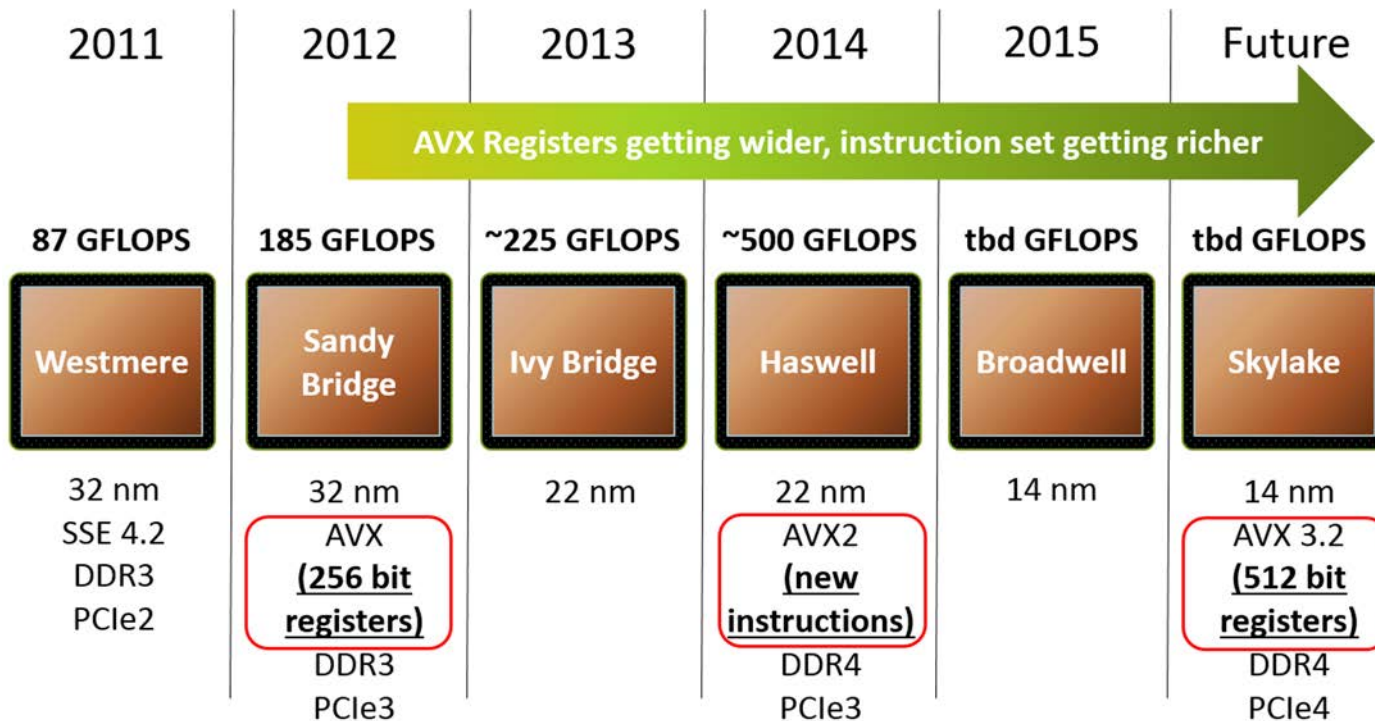 2011 2012 2013 2014 2015 Future
AVX Registers getting wider, instruction set getting richer
87 GFLOPS 185 GFLOPS ~225 GFLOPS ~500 GFLOPS tbd GFLOPS tbd GFLOPS
Westmere
Sandy
Bridge
Ivy Bridge
Haswell
Broadwell
Skylake
32 nm
SSE 4.2
DDR3
PCIe2
32 nm
AVX
(256 bit
registers)
DDR3
PCIe3
22 nm
22 nm
AVX2
(new
instructions)
DDR4
PCIe3
14 nm
14 nm
AVX 3.2
(512 bit
registers)
DDR4
PCIe4